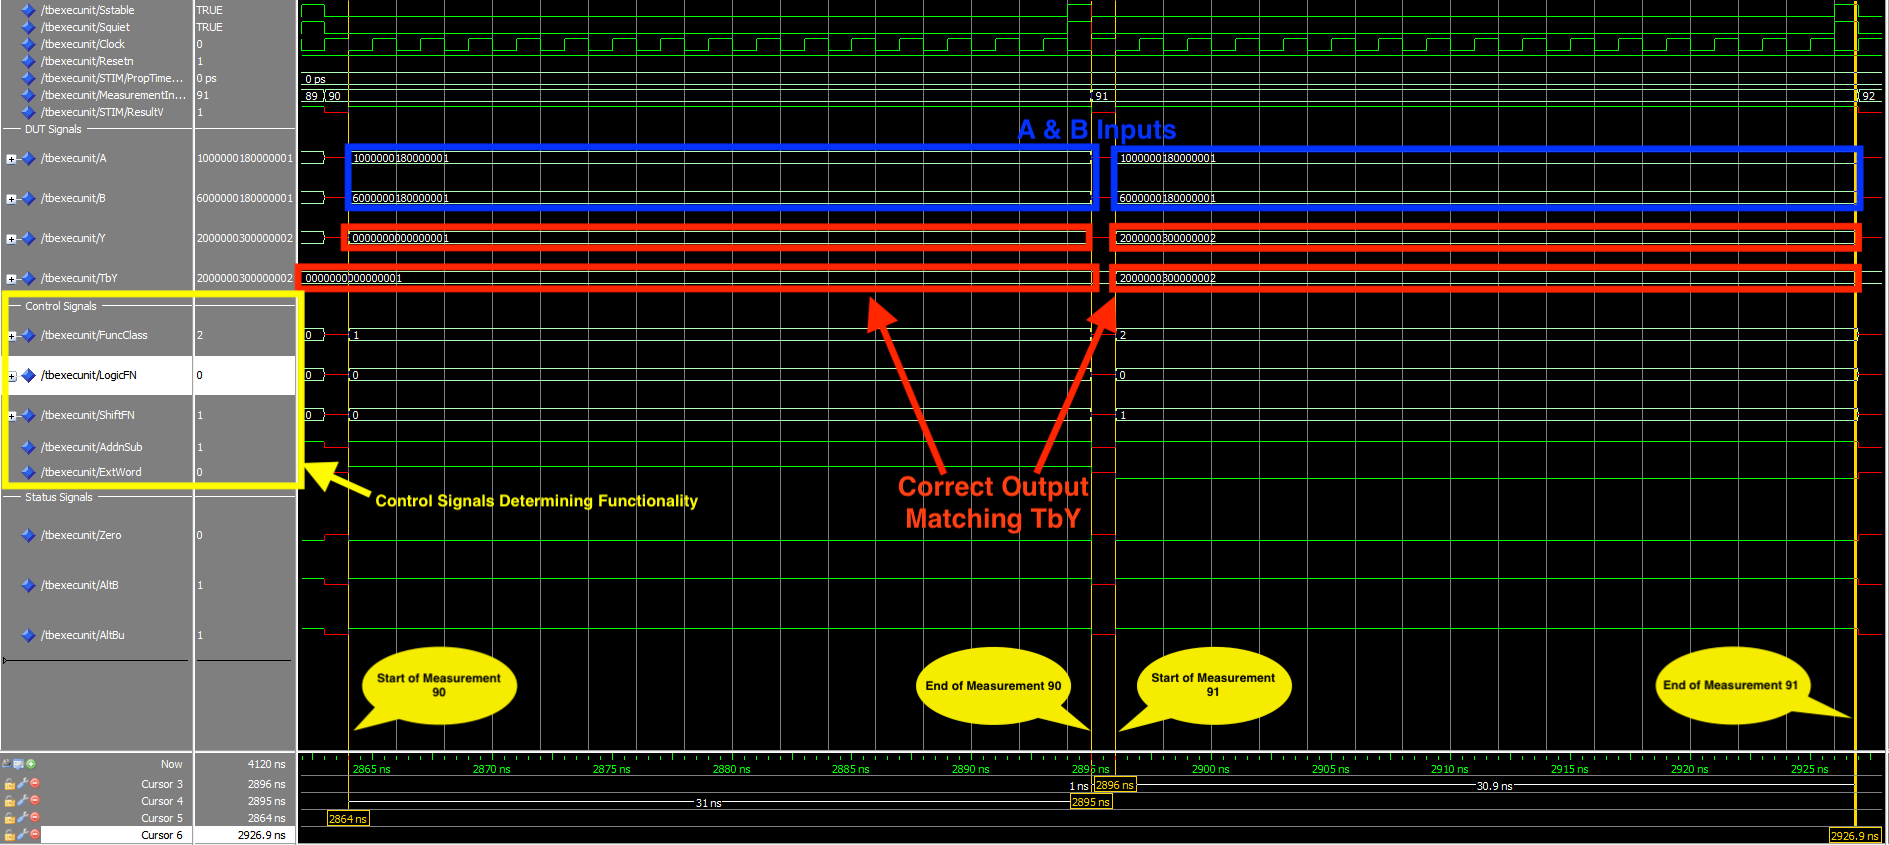 /tbexecunit/Sstable TRUE
/tbexecunit/Squiet TRUE
/tbexecunit/Clock 0
/tbexecunit/Resetn 1
/tbexecunit/STIM/PropTime... 0 ps 0 ps
/tbexecunit/MeasurementIn... 91 89 90 91 92
/tbexecunit/STIM/ResultV 1
DUT Signals
A & B Inputs
/tbexecunit/A 1000000180000001 1000000180000001 1000000180000001
/tbexecunit/B 6000000180000001 6000000180000001 6000000180000001
/tbexecunit/Y 2000000300000002 0000000000000001 2000000300000002
/tbexecunit/TbY 2000000300000002 0000000000000001 2000000300000002
Control Signals
/tbexecunit/FuncClass 2 0 1 2
/tbexecunit/LogicFN 0 0 0 0
/tbexecunit/ShiftFN 1 0 0 1
/tbexecunit/AddnSub 1
/tbexecunit/ExtWord 0
Control Signals Determining Functionality
Correct Output
Matching TbY
Status Signals
/tbexecunit/Zero 0
/tbexecunit/AltB 1
/tbexecunit/AltBu 1
Start of Measurement
90
End of Measurement 90
Start of Measurement
91
End of Measurement 91
Now 4120 ns 2865 ns 2870 ns 2875 ns 2880 ns 2885 ns 2890 ns 2895 ns 2900 ns 2905 ns 2910 ns 2915 ns 2920 ns 2925 ns
Cursor 3 2896 ns 1 ns 2896 ns 30.9 ns
Cursor 4 2895 ns 31 ns 2895 ns
Cursor 5 2864 ns 2864 ns
Cursor 6 2926.9 ns 2926.9 ns